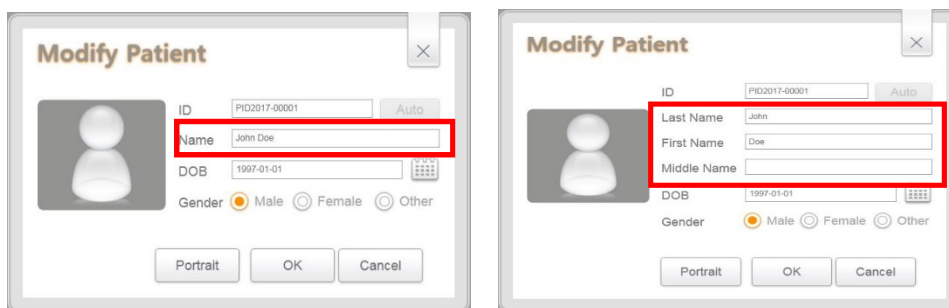 Modify Patient
ID PID2017-00001 Auto
Name John Doe
DOB 1997-01-01
Gender Male Female Other
Portrait OK Cancel
Modify Patient
ID PID2017-00001 Auto
Last Name John
First Name Doe
Middle Name
DOB 1997-01-01
Gender Male Female Other
Portrait OK Cancel